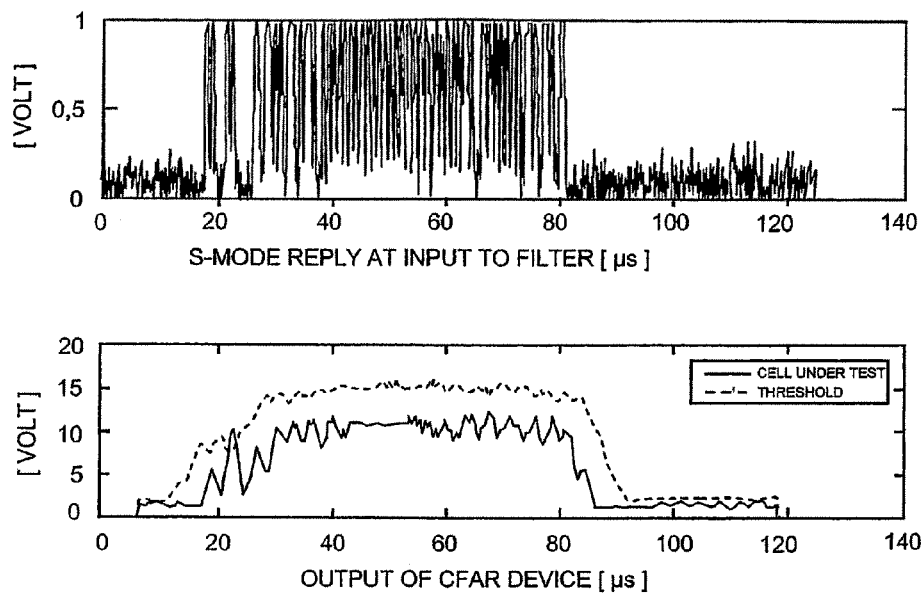 [ VOLT ]
1
0,5
0
0 20 40 60 80 100 120 140
S-MODE REPLY AT INPUT TO FILTER [ µs ]
[ VOLT ]
20
15
10
5
0
CELL UNDER TEST
THRESHOLD
0 20 40 60 80 100 120 140
OUTPUT OF CFAR DEVICE [ µs ]